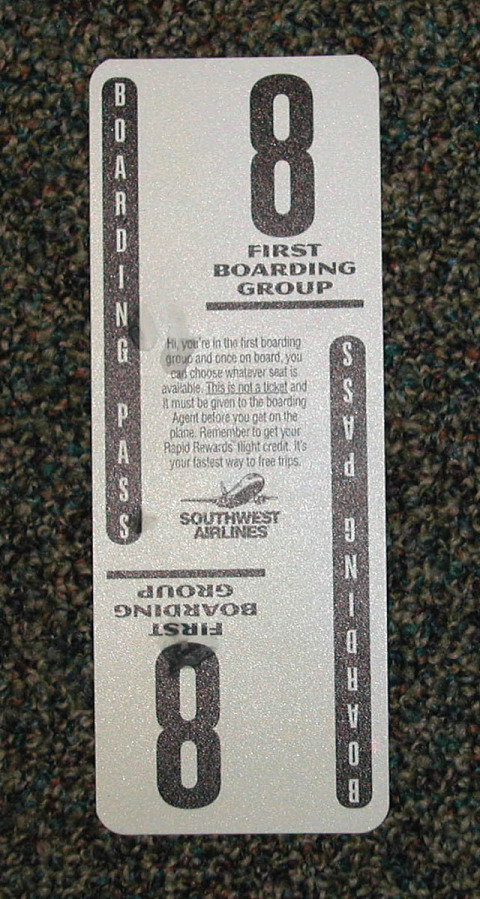 BOARDING PASS
8
FIRST
BOARDING
GROUP
Hi, you're in the first boarding
group and once on board, you
can choose whatever seat is
available. This is not a ticket and
it must be given to the boarding
Agent before you get on the
plane. Remember to get your
Rapid Rewards' flight credit. It's
your fastest way to free trips.
SOUTHWEST
AIRLINES
BOARDING PASS
8
FIRST
BOARDING
GROUP